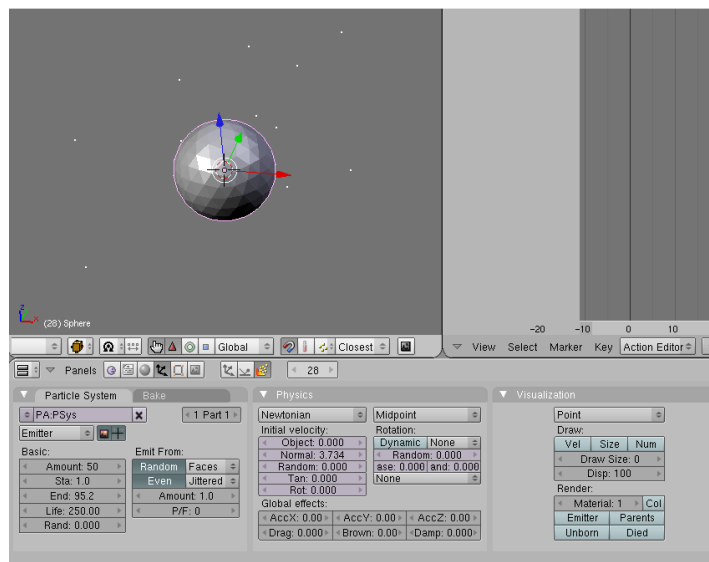 z
x
(28) Sphere
-20 -10 0 10
Global Closest
View Select Marker Key Action Editor
Panels 28
Particle System Bake
PA:PSys 1 Part 1
Emitter
Basic: Emit From:
Amount: 50 Random Faces
Sta: 1.0 Even Jittered
End: 95.2 Amount: 1.0
Life: 250.00 P/F: 0
Rand: 0.000
Physics
Newtonian Midpoint
Initial velocity: Rotation:
Object: 0.000 Dynamic None
Normal: 3.734 Random: 0.000
Random: 0.000 ase: 0.000 and: 0.000
Tan: 0.000 None
Rot: 0.000
Global effects:
AccX: 0.00 AccY: 0.00 AccZ: 0.00
Drag: 0.000 Brown: 0.00 Damp: 0.000
Visualization
Point
Draw:
Vel Size Num
Draw Size: 0
Disp: 100
Render:
Material: 1 Col
Emitter Parents
Unborn Died